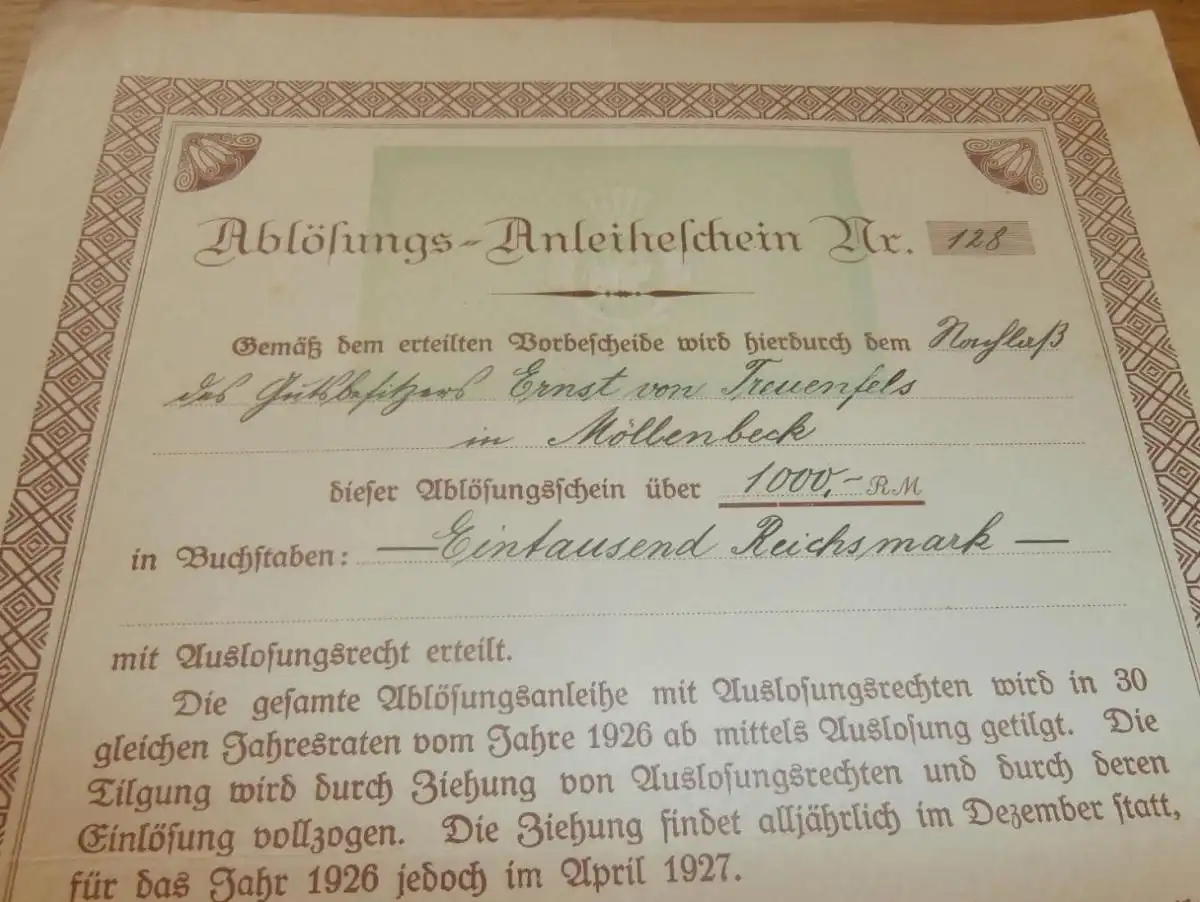 Ablösungs-Anleiheschein Nr. 128
Gemäß dem erteilten Vorbescheide wird hierdurch dem Nachlaß
des Gutsbesitzers Ernst von Treuenfels
in Möllenbeck
dieser Ablösungsschein über 1000,- RM
in Buchstaben: — Eintausend Reichsmark —
mit Auslosungsrecht erteilt.
Die gesamte Ablösungsanleihe mit Auslosungsrechten wird in 30
gleichen Jahresraten vom Jahre 1926 ab mittels Auslosung getilgt. Die
Tilgung wird durch Ziehung von Auslosungsrechten und durch deren
Einlösung vollzogen. Die Ziehung findet alljährlich im Dezember statt,
für das Jahr 1926 jedoch im April 1927.